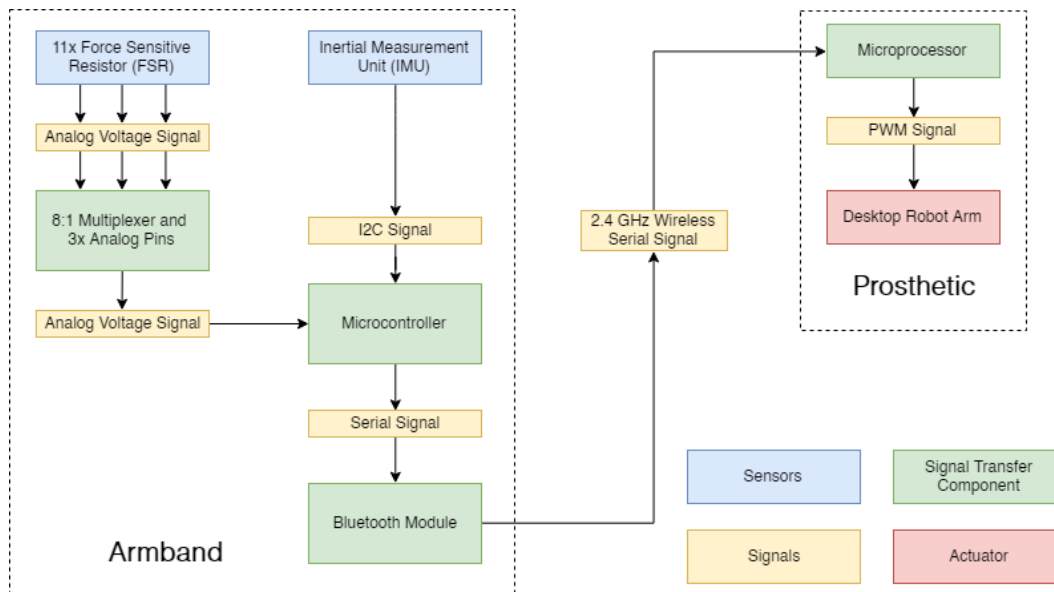 11x Force Sensitive
Resistor (FSR)
Analog Voltage Signal
8:1 Multiplexer and
3x Analog Pins
Analog Voltage Signal
Inertial Measurement
Unit (IMU)
I2C Signal
Microcontroller
Serial Signal
Bluetooth Module
Armband
2.4 GHz Wireless
Serial Signal
Microprocessor
PWM Signal
Desktop Robot Arm
Prosthetic
Sensors
Signal Transfer
Component
Signals
Actuator